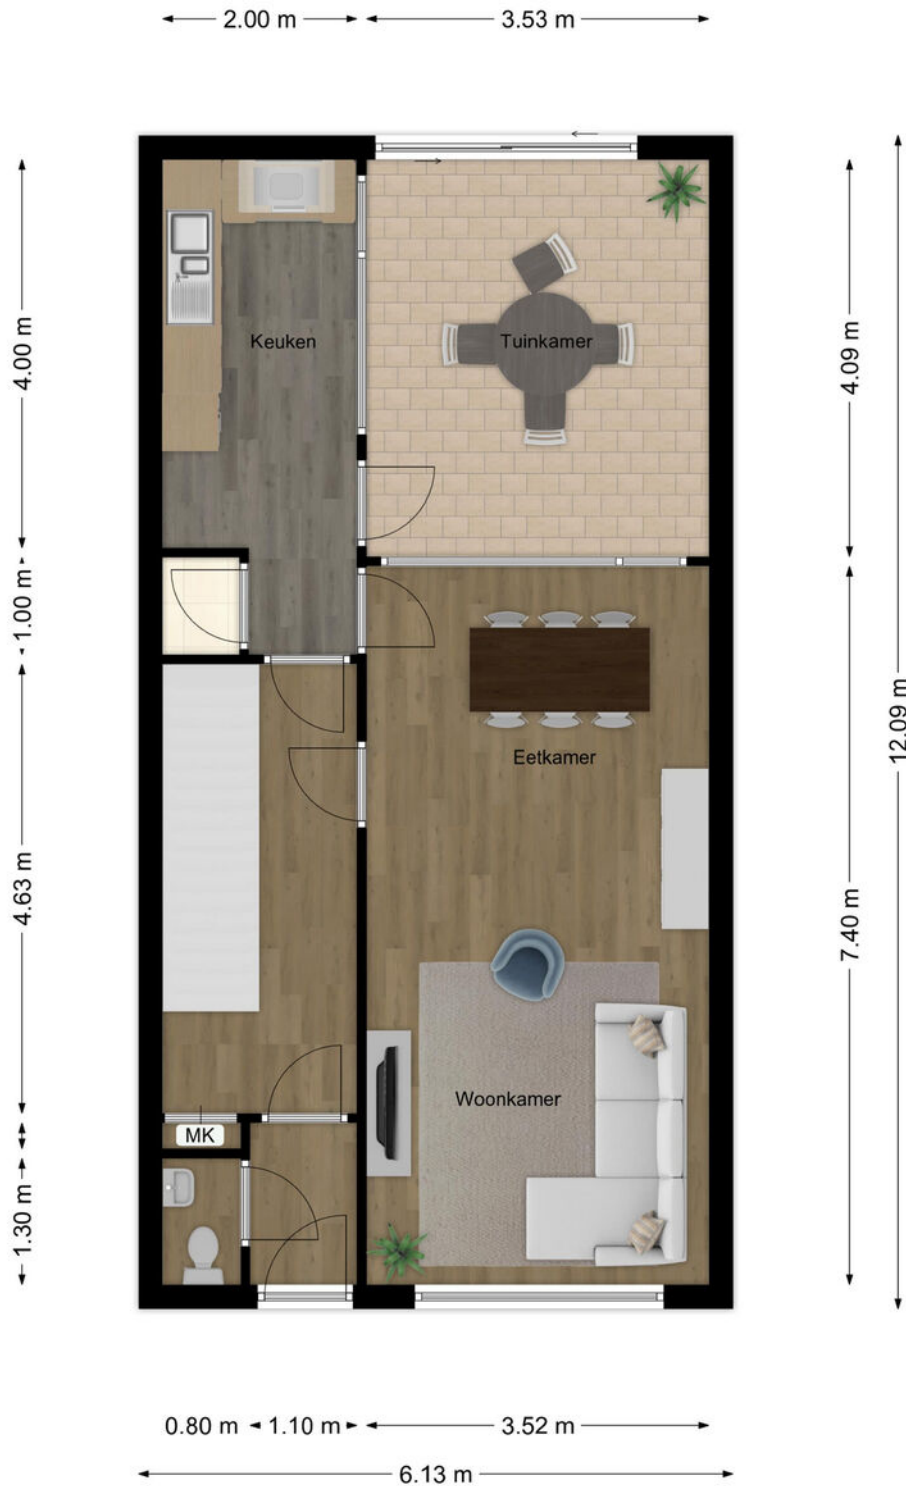 2.00 m
3.53 m
4.00 m
Keuken
Tuinkamer
4.09 m
1.00 m
12.09 m
Eetkamer
4.63 m
7.40 m
Woonkamer
MK
1.30 m
0.80 m
1.10 m
3.52 m
6.13 m